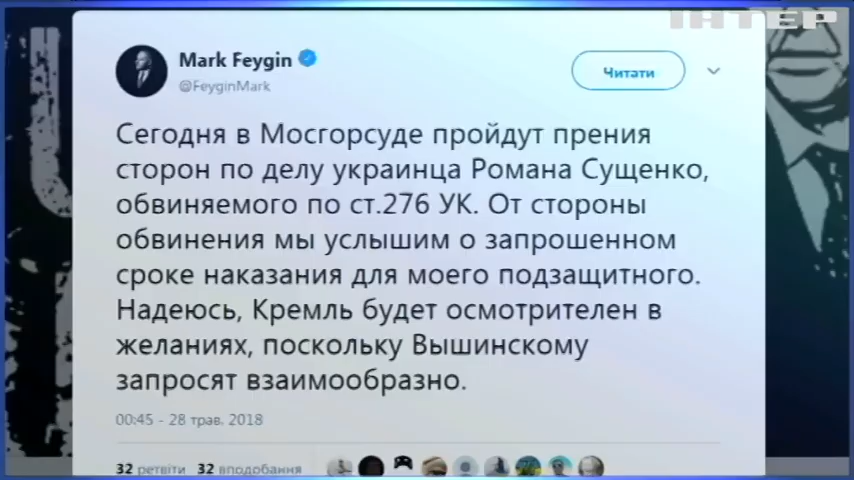 ІНТЕР
Mark Feygin
@FeyginMark
Читати
Сегодня в Мосгорсуде пройдут прения
сторон по делу украинца Романа Сущенко,
обвиняемого по ст.276 УК. От стороны
обвинения мы услышим о запрошенном
сроке наказания для моего подзащитного.
Надеюсь, Кремль будет осмотрителен в
желаниях, поскольку Вышинскому
запросят взаимообразно.
00:45 - 28 трав. 2018
32 ретвіти 32 вподобання